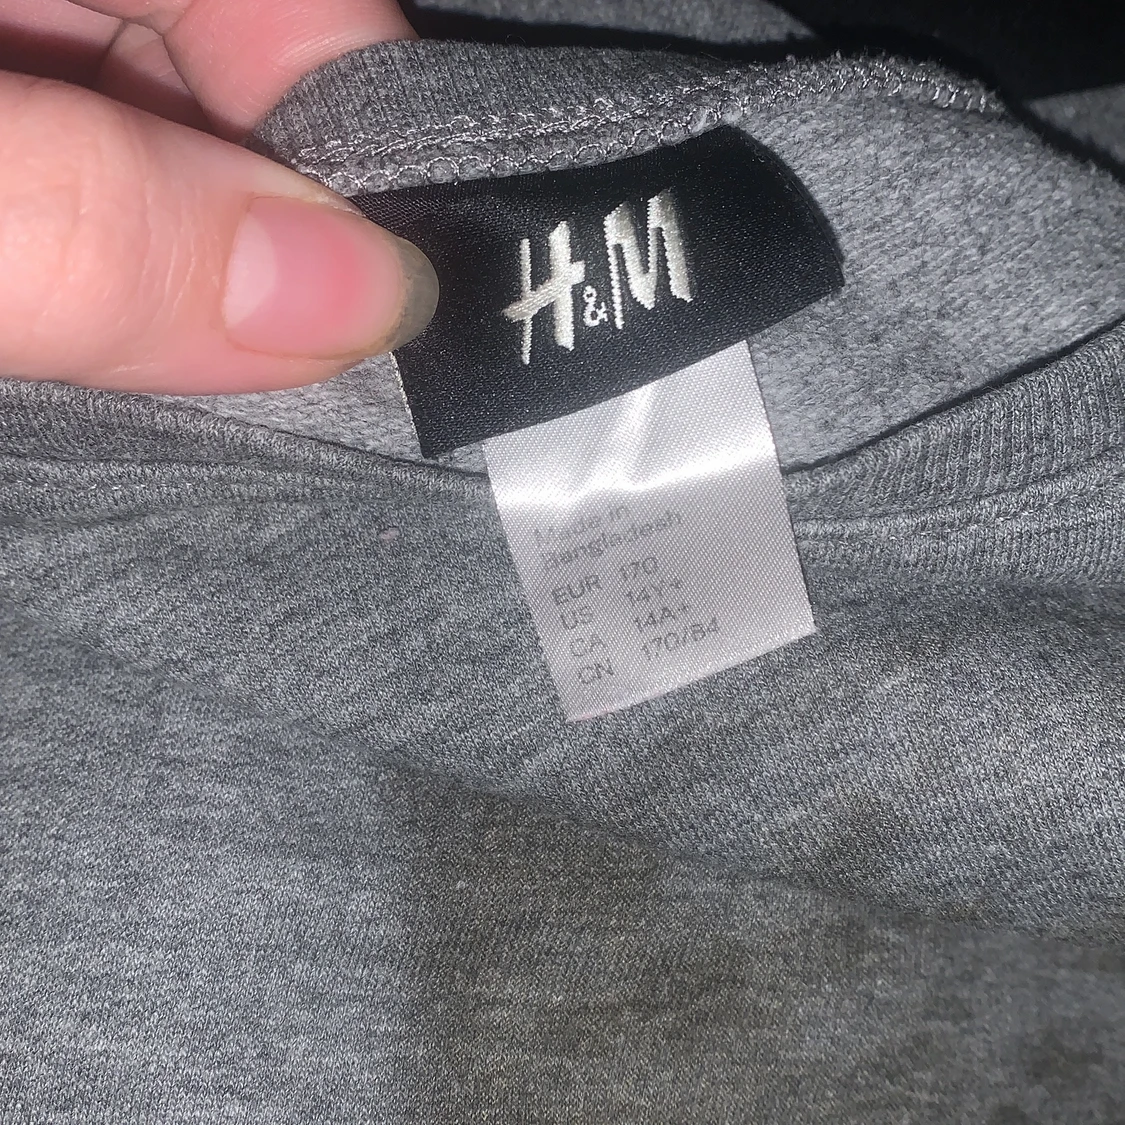 H&M
Made in
Bangladesh
EUR 170
US 14Y+
CA 14A+
CN 170/84